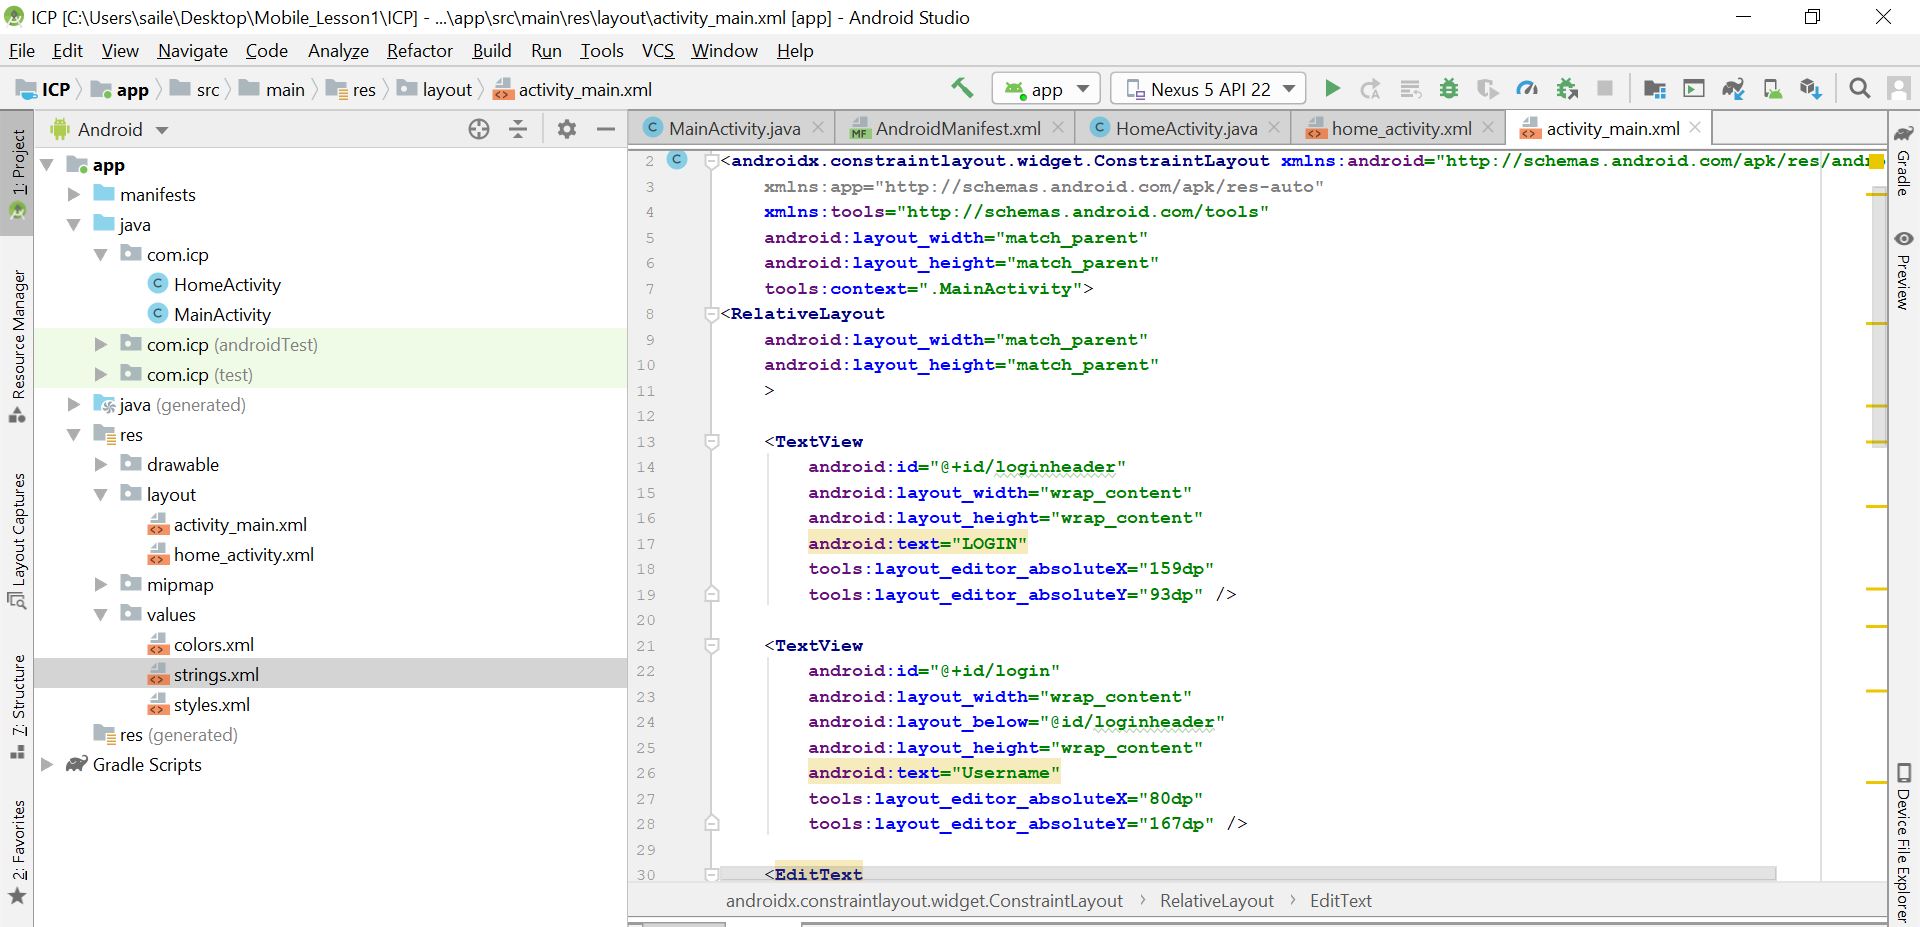 ICP [C:\Users\saile\Desktop\Mobile_Lesson1\ICP] - ...\app\src\main\res\layout\activity_main.xml [app] - Android Studio
File Edit View Navigate Code Analyze Refactor Build Run Tools VCS Window Help
ICP app src main res layout activity_main.xml
app Nexus 5 API 22
1: Project
Resource Manager
Layout Captures
7: Structure
2: Favorites
Android
app
manifests
java
com.icp
HomeActivity
MainActivity
com.icp (androidTest)
com.icp (test)
java (generated)
res
drawable
layout
activity_main.xml
home_activity.xml
mipmap
values
colors.xml
strings.xml
styles.xml
res (generated)
Gradle Scripts
MainActivity.java MF AndroidManifest.xml HomeActivity.java home_activity.xml activity_main.xml
2 <androidx.constraintlayout.widget.ConstraintLayout xmlns:android="http://schemas.android.com/apk/res/andr
3 xmlns:app="http://schemas.android.com/apk/res-auto"
4 xmlns:tools="http://schemas.android.com/tools"
5 android:layout_width="match_parent"
6 android:layout_height="match_parent"
7 tools:context=".MainActivity">
8 <RelativeLayout
9 android:layout_width="match_parent"
10 android:layout_height="match_parent"
11 >
12
13 <TextView
14 android:id="@+id/loginheader"
15 android:layout_width="wrap_content"
16 android:layout_height="wrap_content"
17 android:text="LOGIN"
18 tools:layout_editor_absoluteX="159dp"
19 tools:layout_editor_absoluteY="93dp" />
20
21 <TextView
22 android:id="@+id/login"
23 android:layout_width="wrap_content"
24 android:layout_below="@id/loginheader"
25 android:layout_height="wrap_content"
26 android:text="Username"
27 tools:layout_editor_absoluteX="80dp"
28 tools:layout_editor_absoluteY="167dp" />
29
30 <EditText
androidx.constraintlayout.widget.ConstraintLayout › RelativeLayout › EditText
Gradle
Preview
Device File Explorer